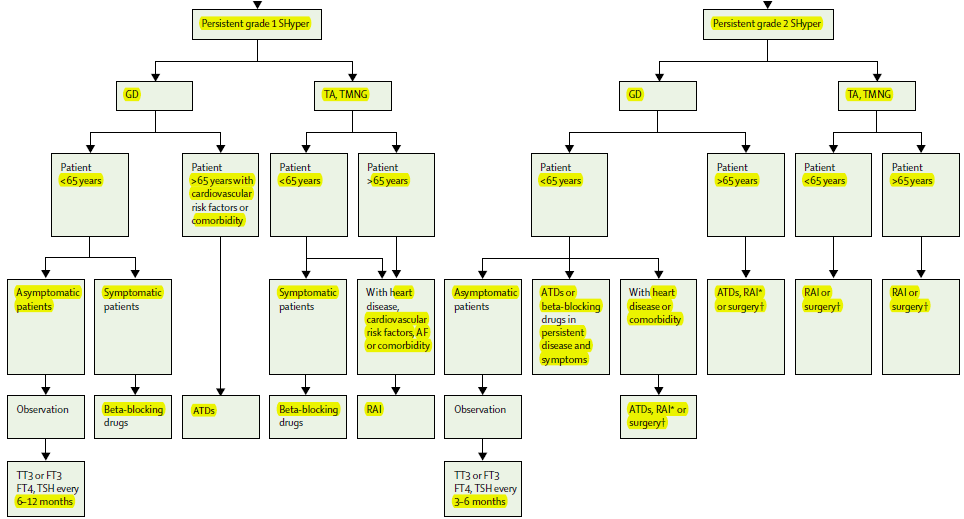 Persistent grade 1 SHyper
Persistent grade 2 SHyper
GD
TA, TMNG
GD
TA, TMNG
Patient
<65 years
Patient
>65 years with
cardiovascular
risk factors or
comorbidity
Patient
<65 years
Patient
>65 years
Patient
<65 years
Patient
>65 years
Patient
<65 years
Patient
>65 years
Asymptomatic
patients
Symptomatic
patients
Symptomatic
patients
With heart
disease,
cardiovascular
risk factors, AF
or comorbidity
Asymptomatic
patients
ATDs or
beta-blocking
drugs in
persistent
disease and
symptoms
With heart
disease or
comorbidity
ATDs, RAI*
or surgery†
RAI or
surgery†
RAI or
surgery†
Observation
Beta-blocking
drugs
ATDs
Beta-blocking
drugs
RAI
Observation
ATDs, RAI* or
surgery†
TT3 or FT3
FT4, TSH every
6–12 months
TT3 or FT3
FT4, TSH every
3–6 months